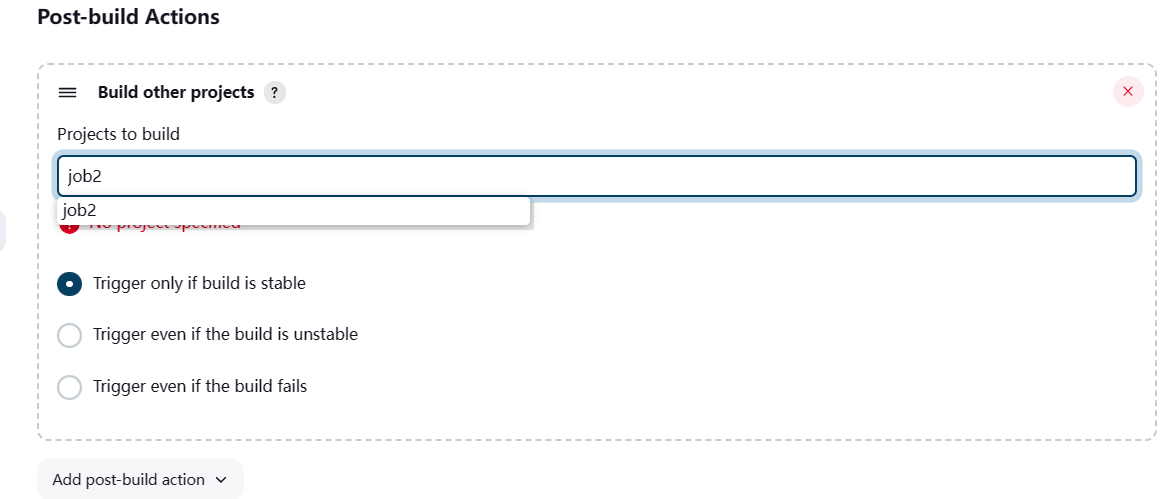 Post-build Actions
Build other projects ?
Projects to build
job2
job2
No project specified
Trigger only if build is stable
Trigger even if the build is unstable
Trigger even if the build fails
Add post-build action